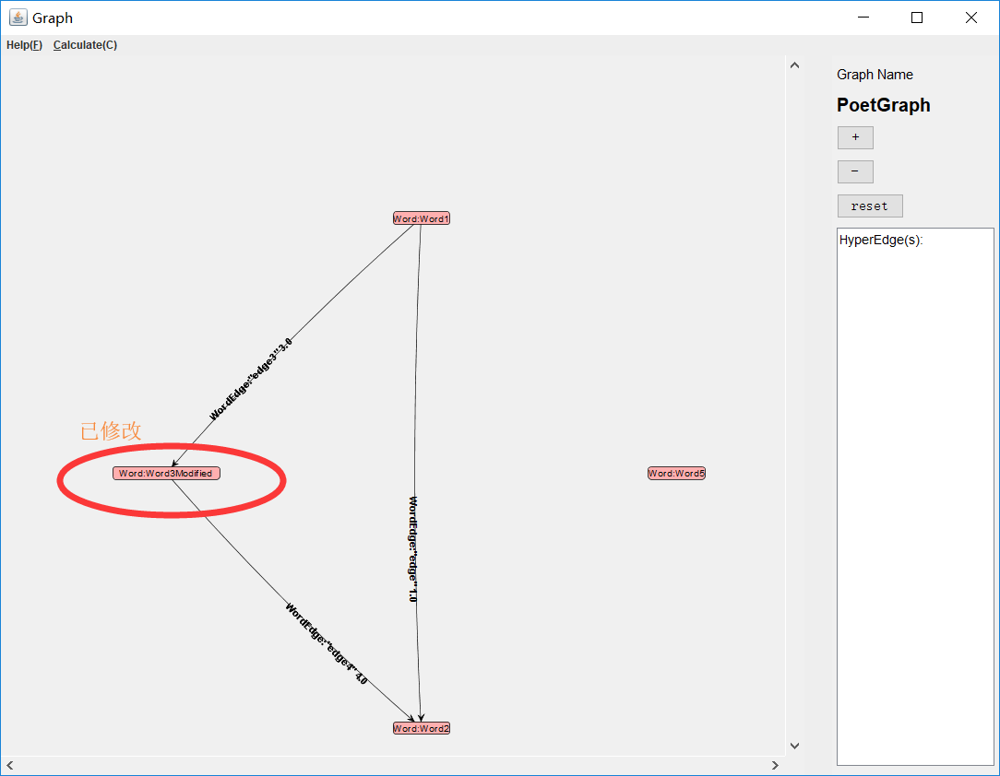 Graph
Help(F) Calculate(C)
Graph Name
PoetGraph
+
−
reset
HyperEdge(s):
Word:Word1
WordEdge:"edge3" 3.0
已修改
Word:Word3Modified
Word:Word5
WordEdge:"edge" 1.0
WordEdge:"edge4" 4.0
Word:Word2